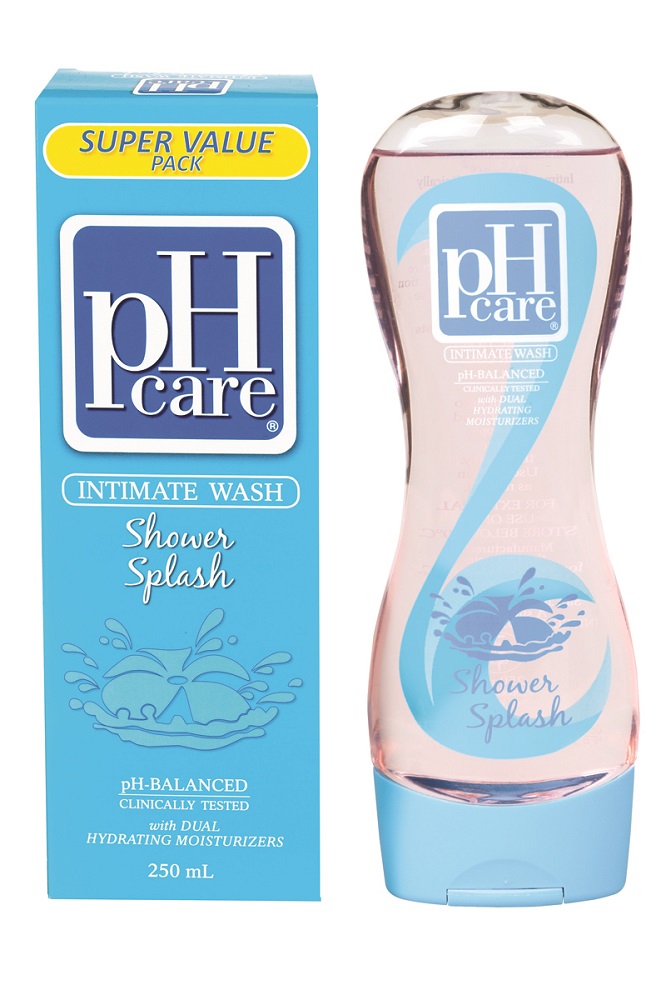 SUPER VALUE
PACK
pH
care®
INTIMATE WASH
Shower
Splash
pH-BALANCED
CLINICALLY TESTED
with DUAL
HYDRATING MOISTURIZERS
250 mL
pH
care®
INTIMATE WASH
pH-BALANCED
CLINICALLY TESTED
with DUAL
HYDRATING
MOISTURIZERS
Shower
Splash